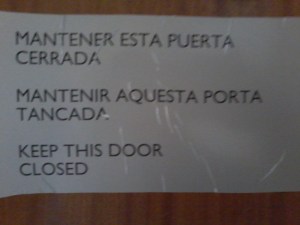 MANTENER ESTA PUERTA
CERRADA
MANTENIR AQUESTA PORTA
TANCADA
KEEP THIS DOOR
CLOSED